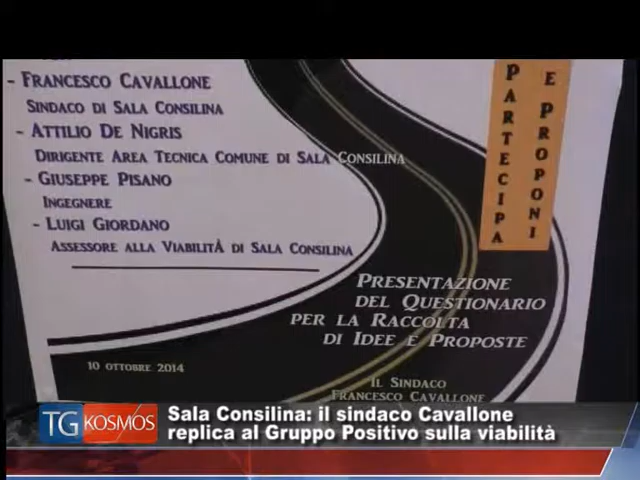 - Francesco Cavallone
Sindaco di Sala Consilina
- Attilio De Nigris
Dirigente Area Tecnica Comune di Sala Consilina
- Giuseppe Pisano
Ingegnere
- Luigi Giordano
Assessore alla Viabilità di Sala Consilina
Partecipa
e Proponi
Presentazione
del Questionario
per la Raccolta
di Idee e Proposte
10 ottobre 2014
Il Sindaco
Francesco Cavallone
TG KOSMOS
Sala Consilina: il sindaco Cavallone
replica al Gruppo Positivo sulla viabilità